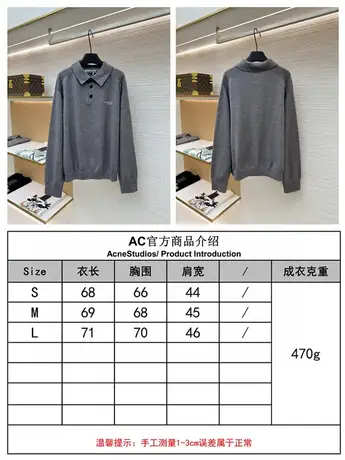 AC官方商品介绍
AcneStudios/ Product Introduction
Size 衣长 胸围 肩宽 / 成衣克重
S 68 66 44 /
M 69 68 45 /
L 71 70 46 /
470g
温馨提示：手工测量1-3cm误差属于正常